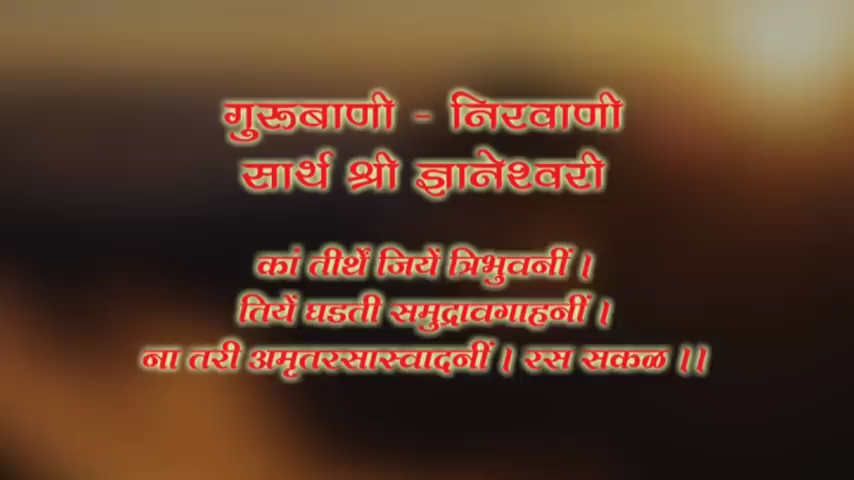 गुरूबाणी - निरवाणी
सार्थ श्री ज्ञानेश्वरी
कां तीर्थें जियें त्रिभुवनीं ।
तियें घडती समुद्रावगाहनीं ।
ना तरी अमृतरसास्वादनीं । रस सकळ ।।